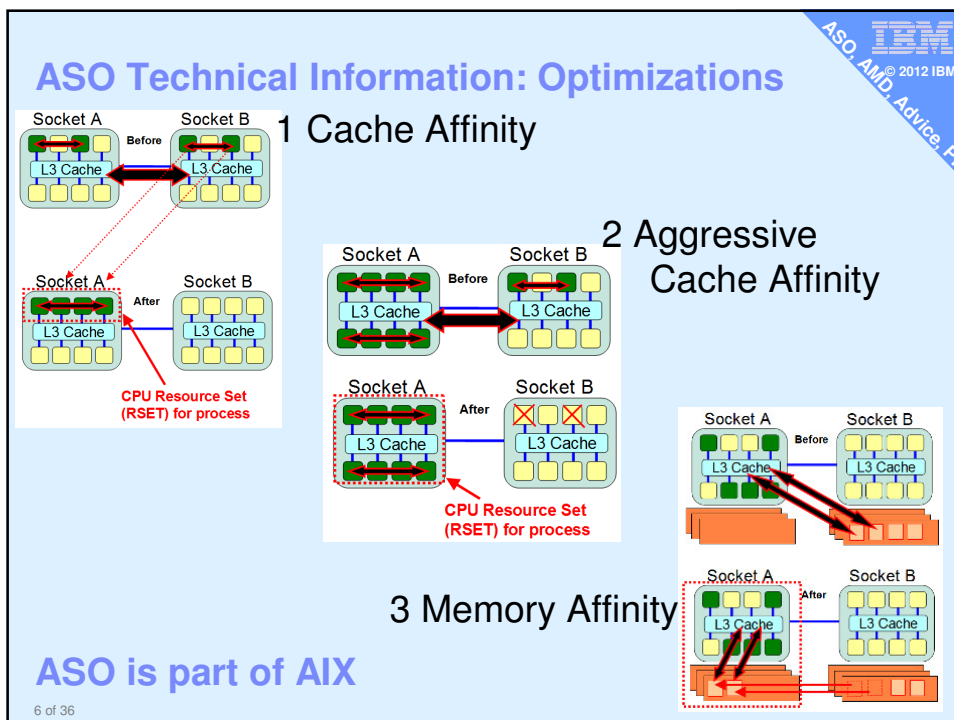 ASO Technical Information: Optimizations
IBM
© 2012 IBM
ASO, AMD, Advice,
1 Cache Affinity
Socket A
Before
Socket B
L3 Cache
L3 Cache
Socket A
After
Socket B
L3 Cache
L3 Cache
CPU Resource Set
(RSET) for process
2 Aggressive
Cache Affinity
Socket A
Before
Socket B
L3 Cache
L3 Cache
Socket A
After
Socket B
L3 Cache
L3 Cache
CPU Resource Set
(RSET) for process
3 Memory Affinity
Socket A
Before
Socket B
L3 Cache
L3 Cache
Socket A
After
Socket B
L3 Cache
L3 Cache
ASO is part of AIX
6 of 36